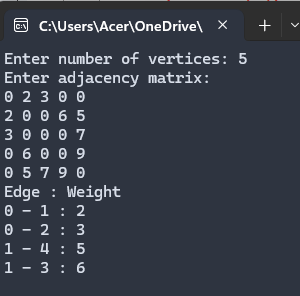 C:\Users\Acer\OneDrive\
Enter number of vertices: 5
Enter adjacency matrix:
0 2 3 0 0
2 0 0 6 5
3 0 0 0 7
0 6 0 0 9
0 5 7 9 0
Edge : Weight
0 - 1 : 2
0 - 2 : 3
1 - 4 : 5
1 - 3 : 6